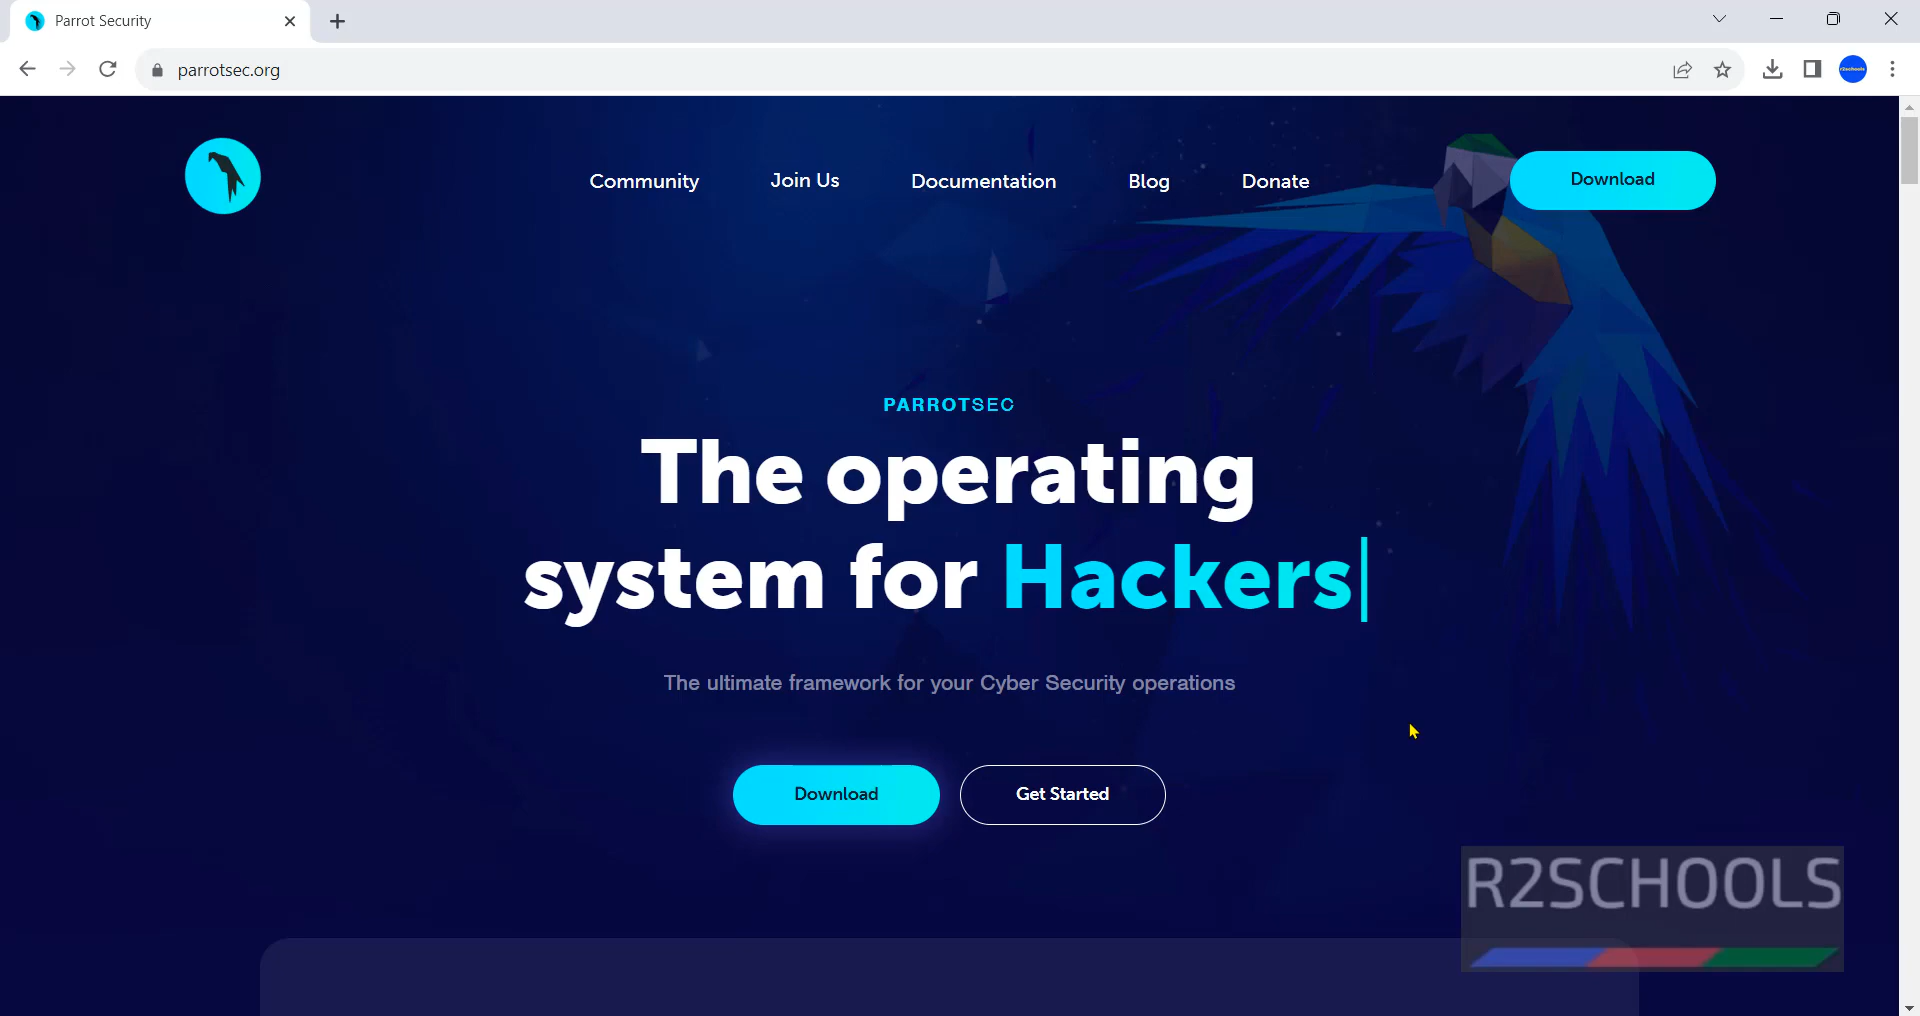 Parrot Security
parrotsec.org
Community
Join Us
Documentation
Blog
Donate
Download
PARROTSEC
The operating
system for Hackers
The ultimate framework for your Cyber Security operations
Download
Get Started
R2SCHOOLS